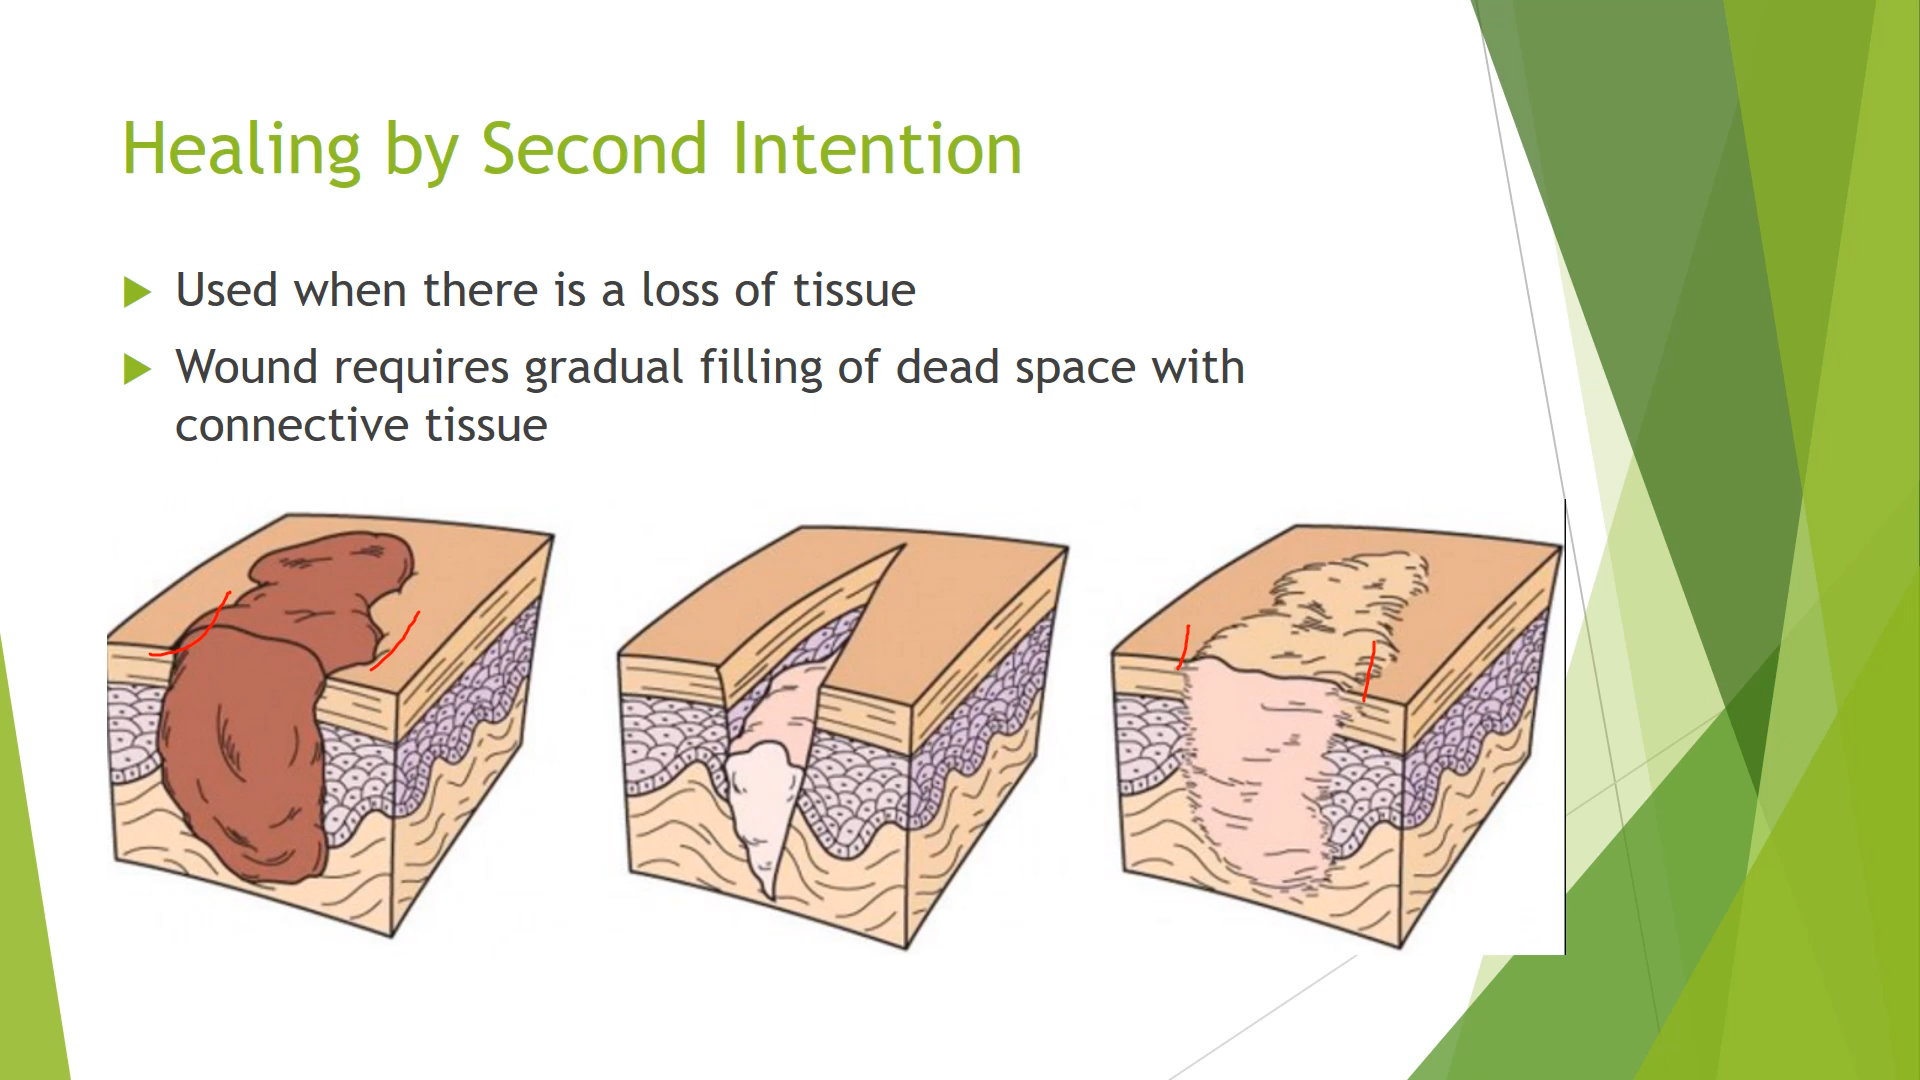 Healing by Second Intention
Used when there is a loss of tissue
Wound requires gradual filling of dead space with
connective tissue